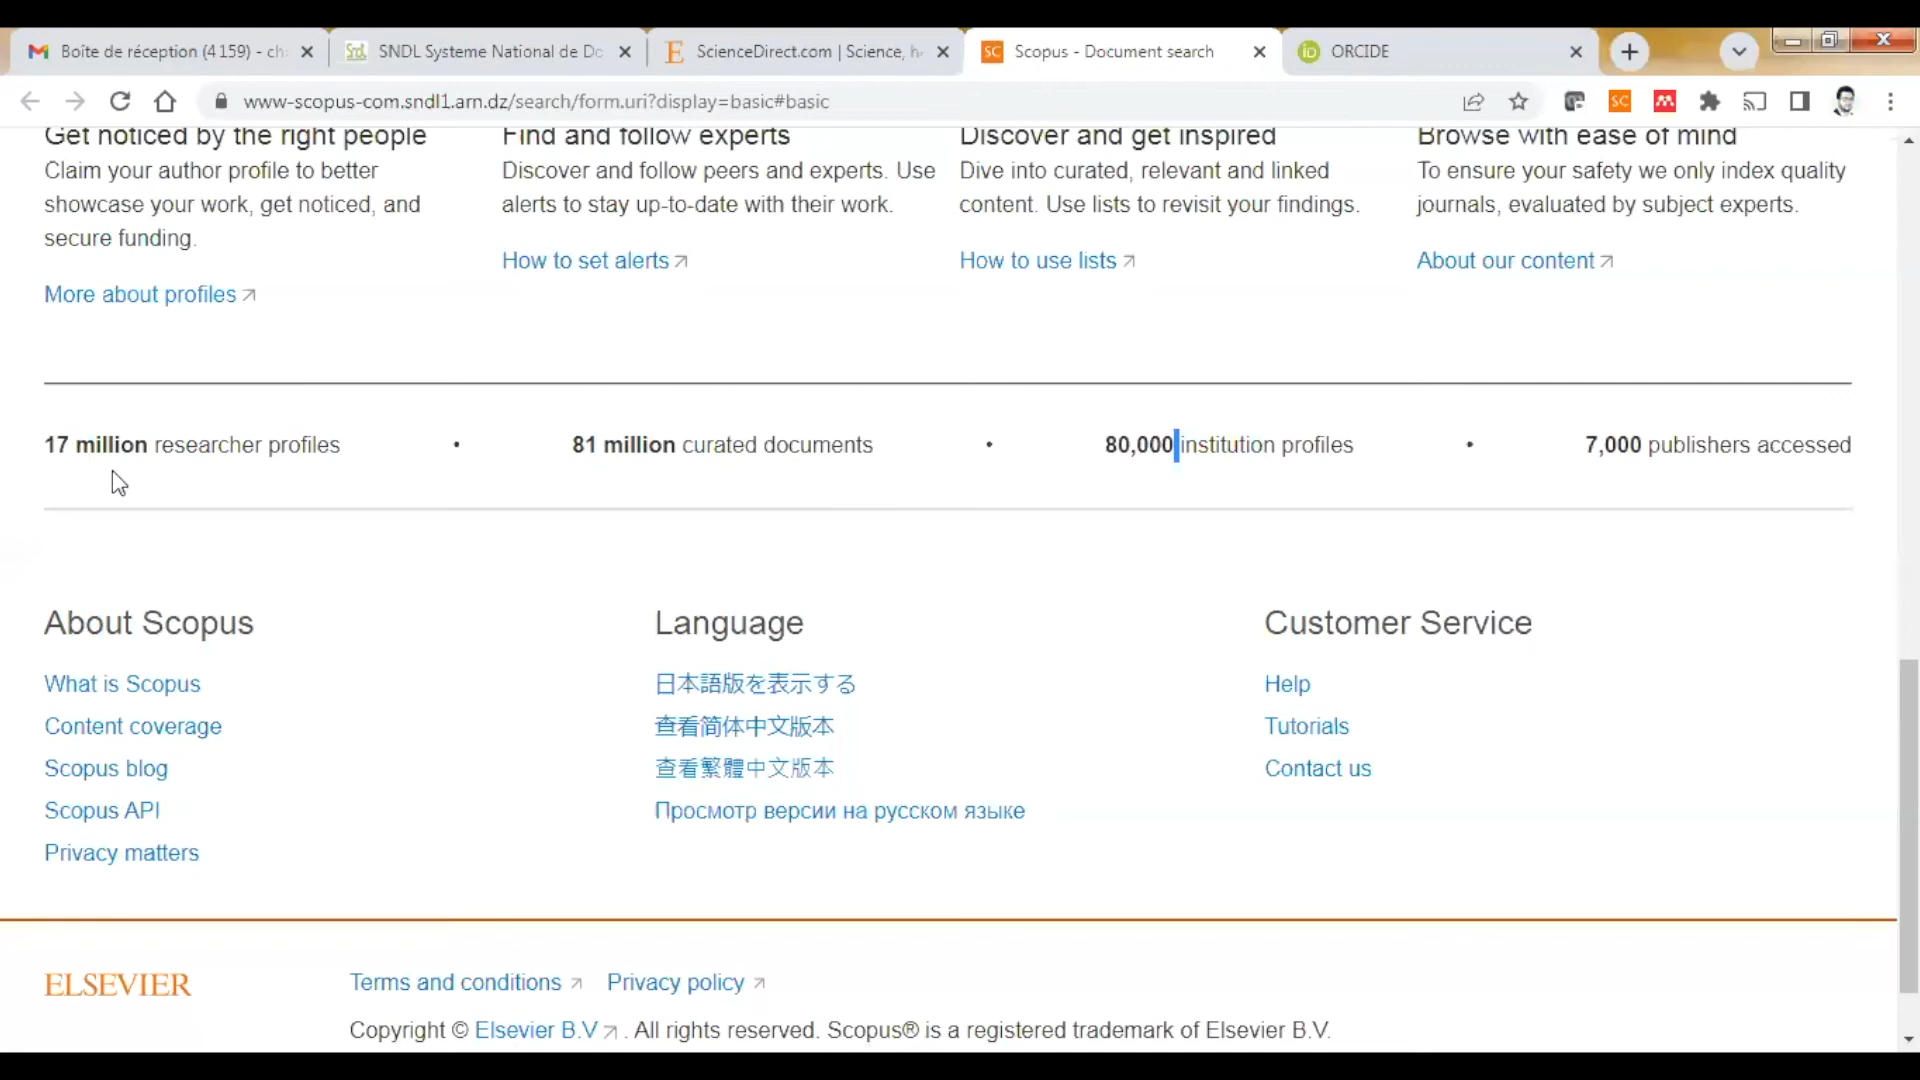 Boîte de réception (4 159) - ch
SNDL Systeme National de Do
ScienceDirect.com | Science, h
Scopus - Document search
ORCIDE
www-scopus-com.sndl1.arn.dz/search/form.uri?display=basic#basic
Get noticed by the right people
Claim your author profile to better
showcase your work, get noticed, and
secure funding.
More about profiles
Find and follow experts
Discover and follow peers and experts. Use
alerts to stay up-to-date with their work.
How to set alerts
Discover and get inspired
Dive into curated, relevant and linked
content. Use lists to revisit your findings.
How to use lists
Browse with ease of mind
To ensure your safety we only index quality
journals, evaluated by subject experts.
About our content
17 million researcher profiles
•
81 million curated documents
•
80,000 institution profiles
•
7,000 publishers accessed
About Scopus
What is Scopus
Content coverage
Scopus blog
Scopus API
Privacy matters
Language
日本語版を表示する
查看简体中文版本
查看繁體中文版本
Просмотр версии на русском языке
Customer Service
Help
Tutorials
Contact us
ELSEVIER
Terms and conditions
Privacy policy
Copyright © Elsevier B.V . All rights reserved. Scopus® is a registered trademark of Elsevier B.V.